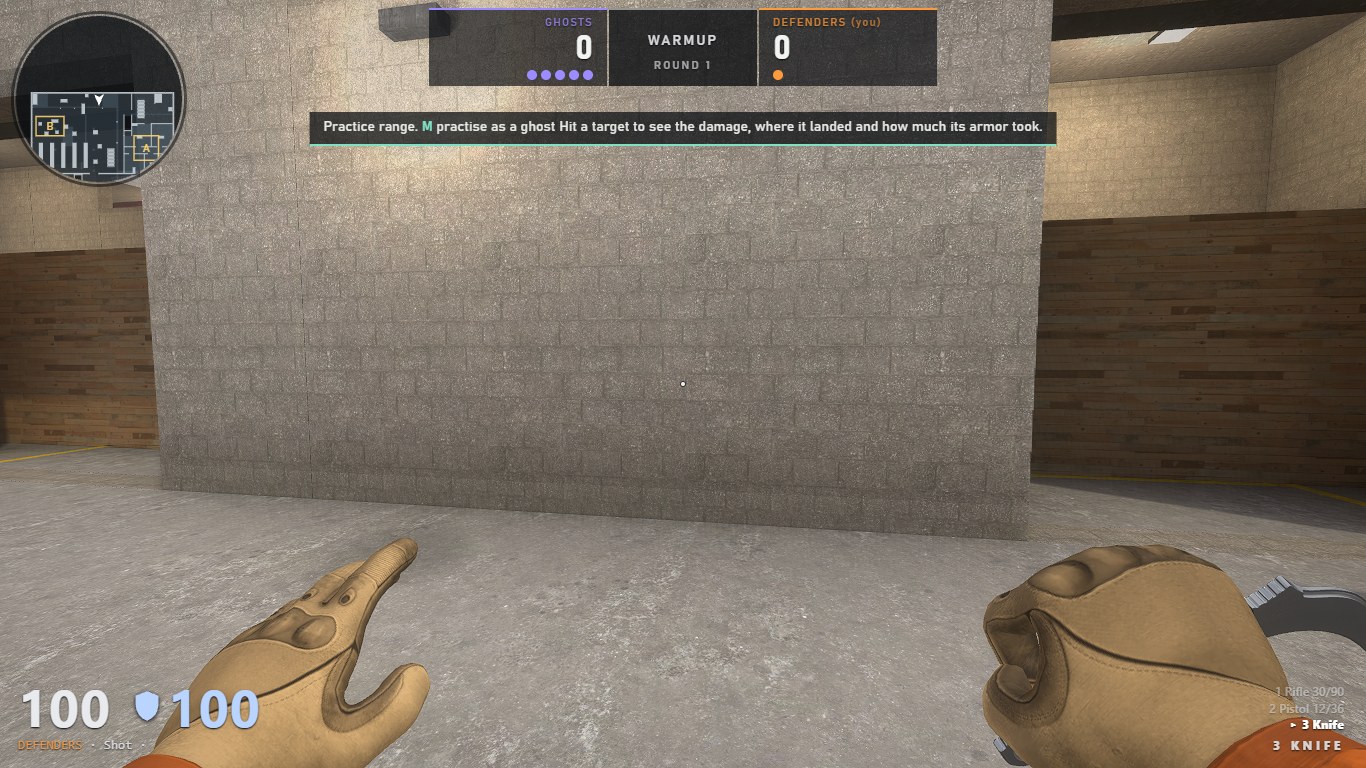 GHOSTS
0
WARMUP
ROUND 1
DEFENDERS (you)
0
Practice range. M practise as a ghost Hit a target to see the damage, where it landed and how much its armor took.
B
A
100
100
DEFENDERS · Shot ·
1 Rifle 30/90
2 Pistol 12/36
▸ 3 Knife
3 KNIFE